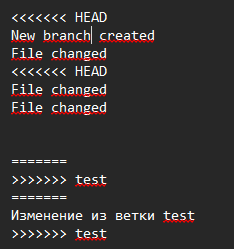 <<<<<<< HEAD
New branch created
File changed
<<<<<<< HEAD
File changed
File changed
=======
>>>>>>> test
=======
Изменение из ветки test
>>>>>>> test